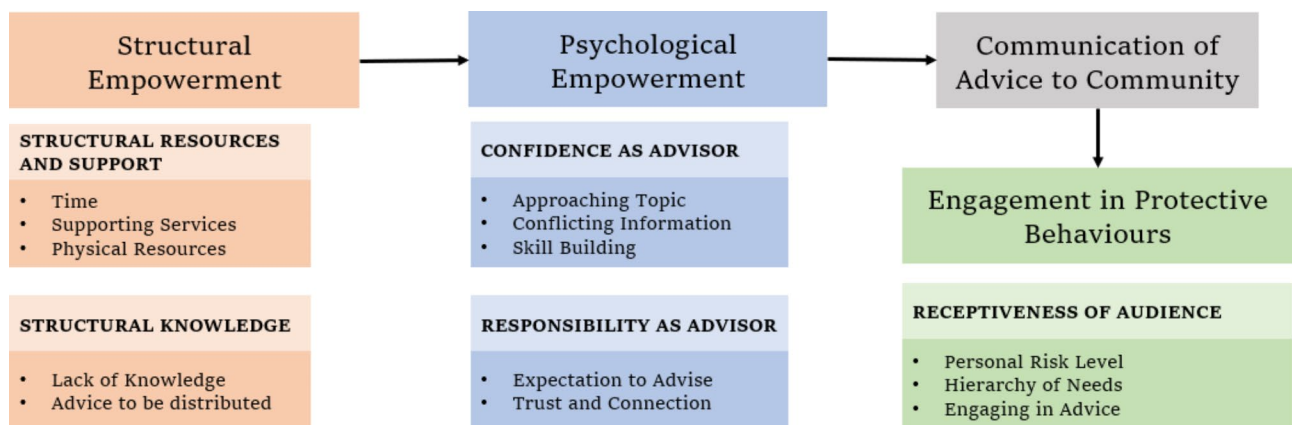 Structural
Empowerment
Psychological
Empowerment
Communication of
Advice to Community
STRUCTURAL RESOURCES
AND SUPPORT
• Time
• Supporting Services
• Physical Resources
CONFIDENCE AS ADVISOR
• Approaching Topic
• Conflicting Information
• Skill Building
Engagement in Protective
Behaviours
STRUCTURAL KNOWLEDGE
• Lack of Knowledge
• Advice to be distributed
RESPONSIBILITY AS ADVISOR
• Expectation to Advise
• Trust and Connection
RECEPTIVENESS OF AUDIENCE
• Personal Risk Level
• Hierarchy of Needs
• Engaging in Advice